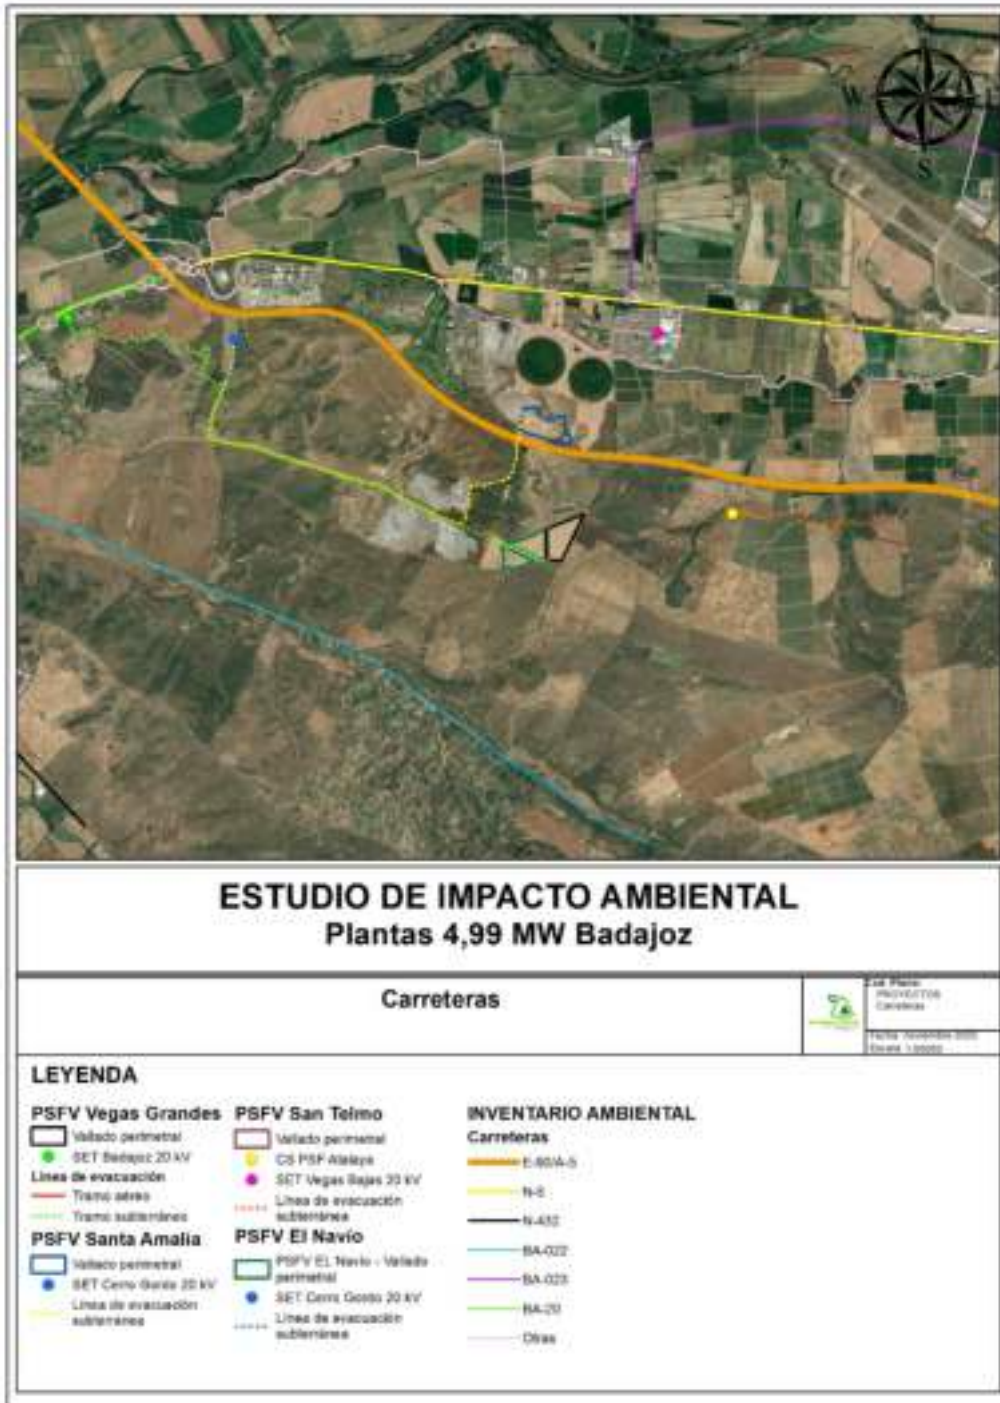 W
S
ESTUDIO DE IMPACTO AMBIENTAL
Plantas 4,99 MW Badajoz
Carreteras
PROYECTOS
Carreteras
LEYENDA
PSFV Vegas Grandes
Vallado perimetral
SET Badajoz 20 kV
Línea de evacuación
Tramo aéreo
Tramo subterráneo
PSFV Santa Amalia
Vallado perimetral
SET Cerro Gordo 20 kV
Línea de evacuación
subterránea
PSFV San Telmo
Vallado perimetral
CS PSF Atalaya
SET Vegas Bajas 20 kV
Línea de evacuación
subterránea
PSFV El Navío
PSFV EL Navío - Vallado
perimetral
SET Cerro Gordo 20 kV
Línea de evacuación
subterránea
INVENTARIO AMBIENTAL
Carreteras
E-90/A-5
N-5
N-432
BA-022
BA-023
BA-20
Otras